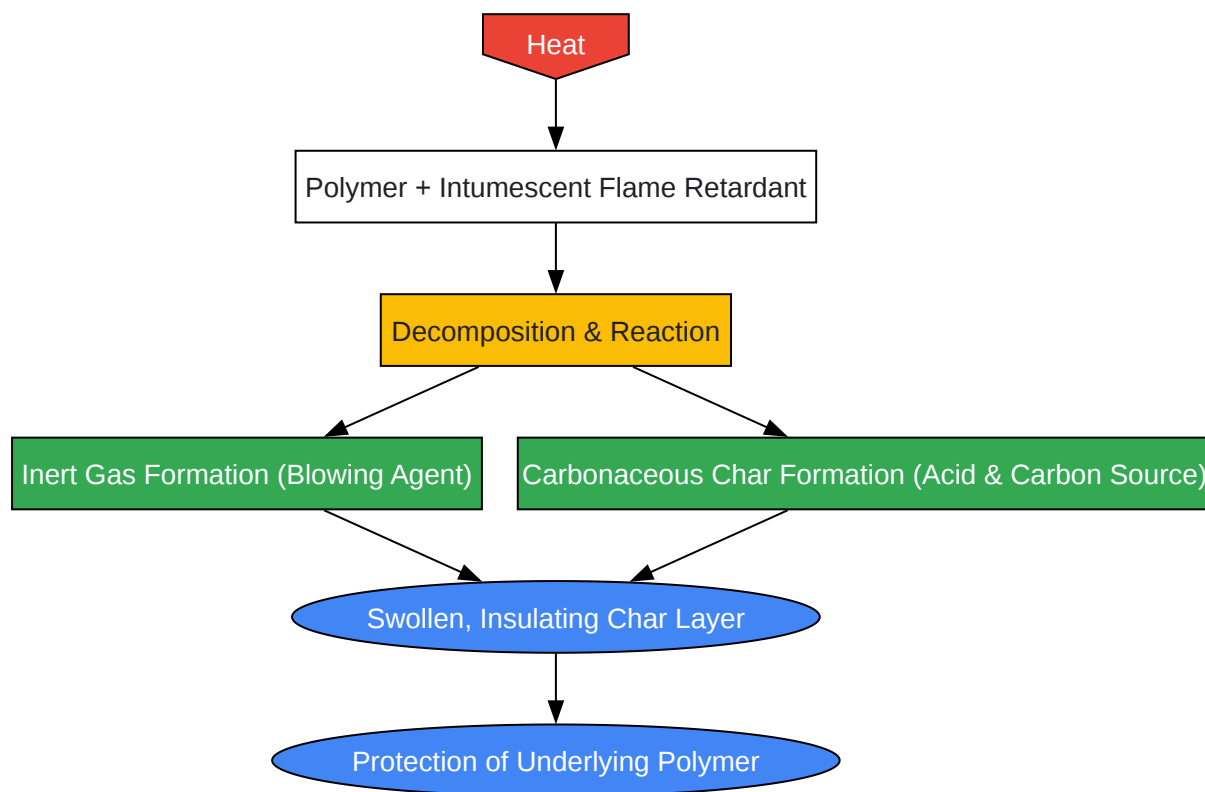 Heat
Polymer + Intumescent Flame Retardant
Decomposition & Reaction
Inert Gas Formation (Blowing Agent)
Carbonaceous Char Formation (Acid & Carbon Source)
Swollen, Insulating Char Layer
Protection of Underlying Polymer